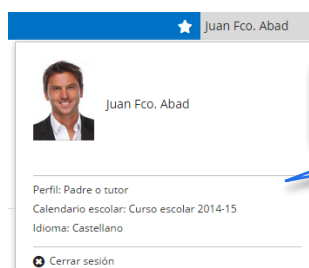 Juan Fco. Abad
Juan Fco. Abad
Perfil: Padre o tutor
Calendario escolar: Curso escolar 2014-15
Idioma: Castellano
Cerrar sesión